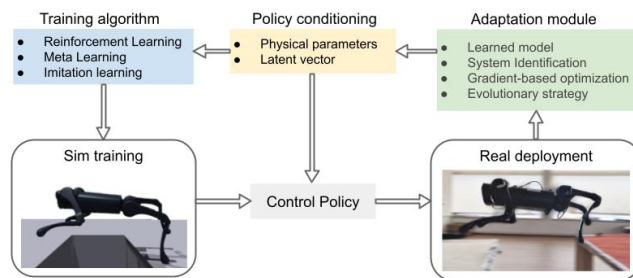 Training algorithm
Reinforcement Learning
Meta Learning
Imitation learning
Policy conditioning
Physical parameters
Latent vector
Adaptation module
Learned model
System Identification
Gradient-based optimization
Evolutionary strategy
Sim training
Control Policy
Real deployment